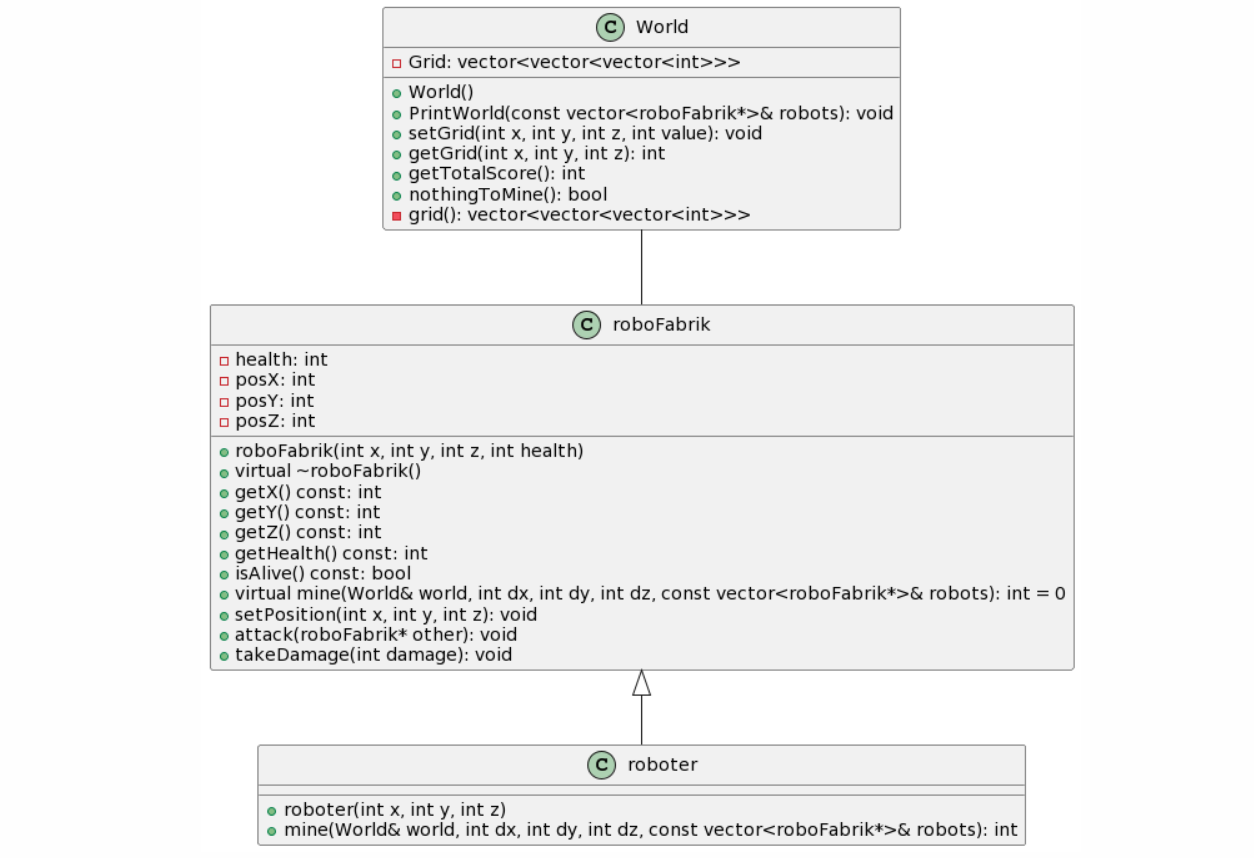 C World
Grid: vector<vector<vector<int>>>
World()
PrintWorld(const vector<roboFabrik*>& robots): void
setGrid(int x, int y, int z, int value): void
getGrid(int x, int y, int z): int
getTotalScore(): int
nothingToMine(): bool
grid(): vector<vector<vector<int>>>
C roboFabrik
health: int
posX: int
posY: int
posZ: int
roboFabrik(int x, int y, int z, int health)
virtual ~roboFabrik()
getX() const: int
getY() const: int
getZ() const: int
getHealth() const: int
isAlive() const: bool
virtual mine(World& world, int dx, int dy, int dz, const vector<roboFabrik*>& robots): int = 0
setPosition(int x, int y, int z): void
attack(roboFabrik* other): void
takeDamage(int damage): void
C roboter
roboter(int x, int y, int z)
mine(World& world, int dx, int dy, int dz, const vector<roboFabrik*>& robots): int